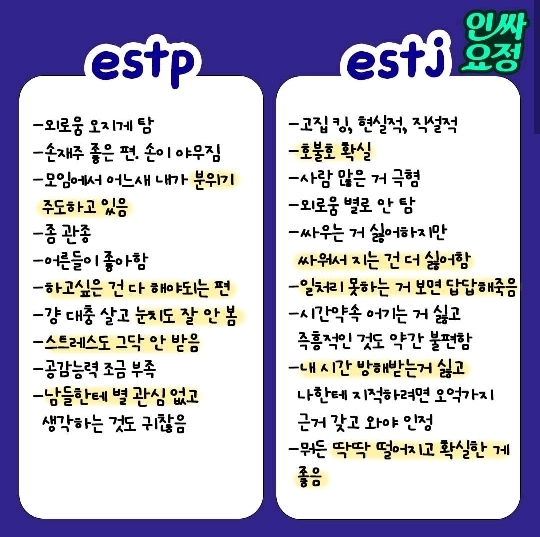 인싸
요정
estp
-외로움 오지게 탐
-손재주 좋은 편. 손이 야무짐
-모임에서 어느새 내가 분위기
주도하고 있음
-좀 관종
-어른들이 좋아함
-하고싶은 건 다 해야되는 편
-걍 대충 살고 눈치도 잘 안 봄
-스트레스도 그닥 안 받음
-공감능력 조금 부족
-남들한테 별 관심 없고
생각하는 것도 귀찮음
estj
-고집 킹, 현실적, 직설적
-호불호 확실
-사람 많은 거 극혐
-외로움 별로 안 탐
-싸우는 거 싫어하지만
싸워서 지는 건 더 싫어함
-일처리 못하는 거 보면 답답해죽음
-시간약속 어기는 거 싫고
즉흥적인 것도 약간 불편함
-내 시간 방해받는거 싫고
나한테 지적하려면 오억가지
근거 갖고 와야 인정
-뭐든 딱딱 떨어지고 확실한 게
좋음